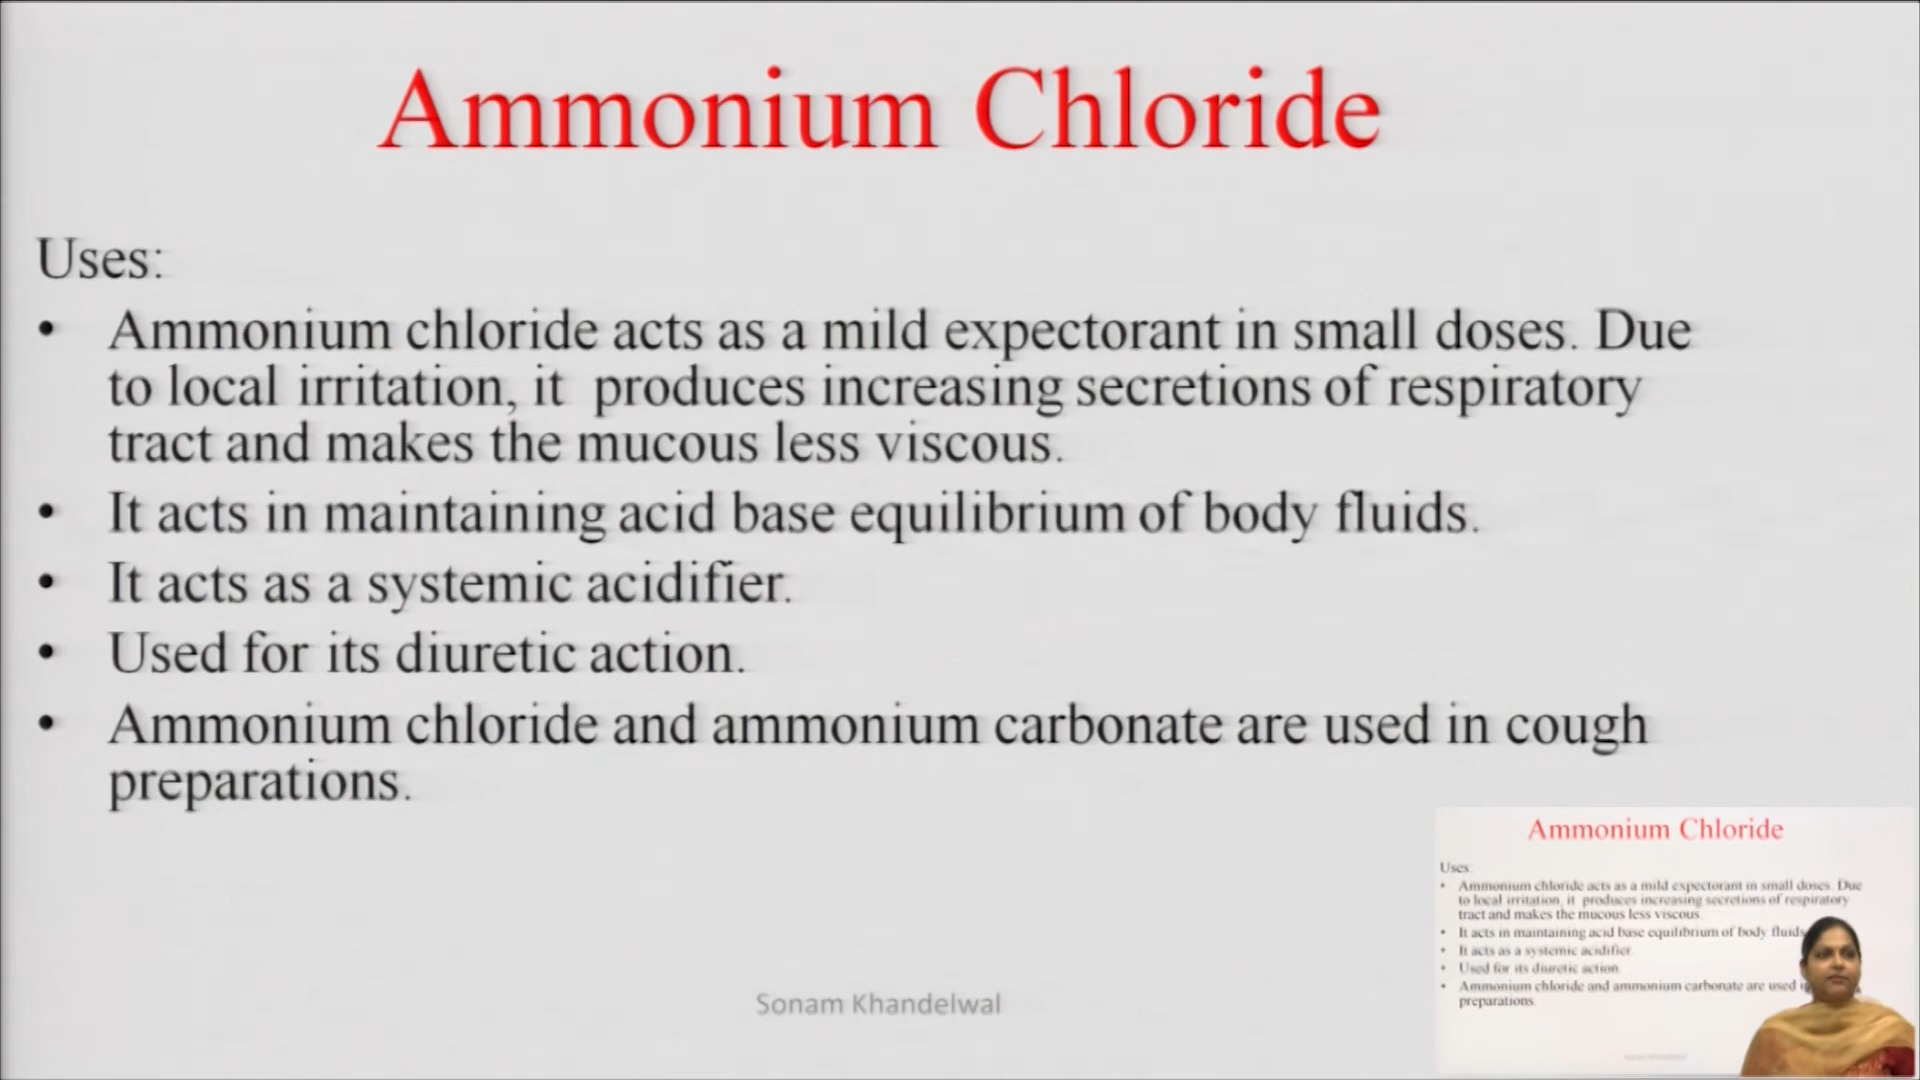 Ammonium Chloride
Uses:
• Ammonium chloride acts as a mild expectorant in small doses. Due
to local irritation, it produces increasing secretions of respiratory
tract and makes the mucous less viscous.
• It acts in maintaining acid base equilibrium of body fluids.
• It acts as a systemic acidifier.
• Used for its diuretic action.
• Ammonium chloride and ammonium carbonate are used in cough
preparations.
Sonam Khandelwal
Ammonium Chloride
Uses:
• Ammonium chloride acts as a mild expectorant in small doses. Due
to local irritation, it produces increasing secretions of respiratory
tract and makes the mucous less viscous.
• It acts in maintaining acid base equilibrium of body fluids
• It acts as a systemic acidifier.
• Used for its diuretic action.
• Ammonium chloride and ammonium carbonate are used
preparations.